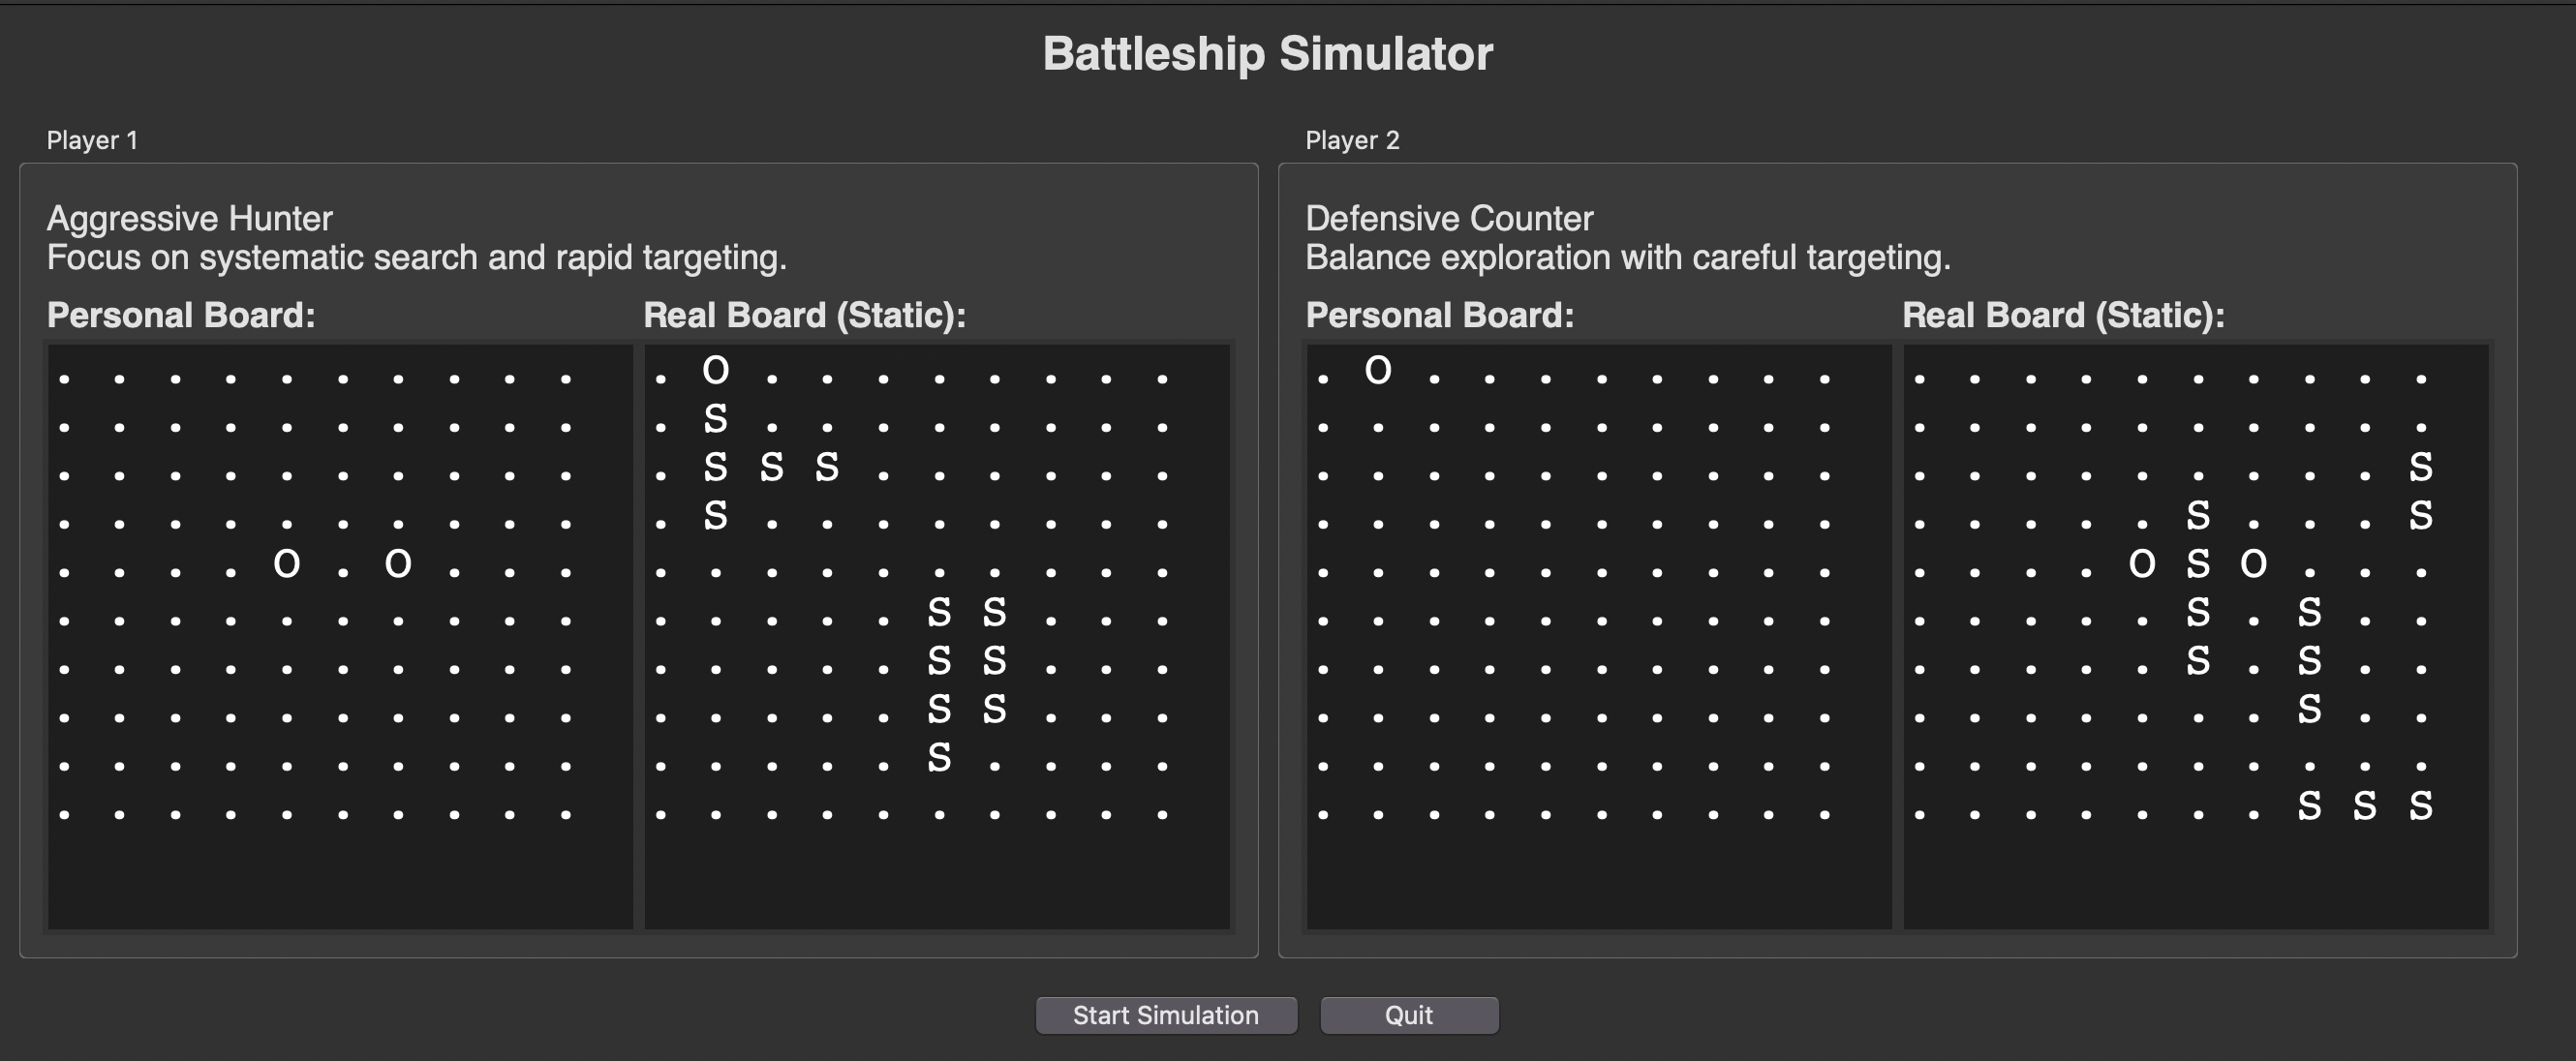 Battleship Simulator
Player 1
Aggressive Hunter
Focus on systematic search and rapid targeting.
Personal Board:
. . . . . . . . . .
. . . . . . . . . .
. . . . . . . . . .
. . . . . . . . . .
. . . . O . O . . .
. . . . . . . . . .
. . . . . . . . . .
. . . . . . . . . .
. . . . . . . . . .
. . . . . . . . . .
Real Board (Static):
. O . . . . . . . .
. S . . . . . . . .
. S S S . . . . . .
. S . . . . . . . .
. . . . . . . . . .
. . . . . S S . . .
. . . . . S S . . .
. . . . . S S . . .
. . . . . S . . . .
. . . . . . . . . .
Player 2
Defensive Counter
Balance exploration with careful targeting.
Personal Board:
. O . . . . . . . .
. . . . . . . . . .
. . . . . . . . . .
. . . . . . . . . .
. . . . . . . . . .
. . . . . . . . . .
. . . . . . . . . .
. . . . . . . . . .
. . . . . . . . . .
. . . . . . . . . .
Real Board (Static):
. . . . . . . . . .
. . . . . . . . . .
. . . . . . . . . S
. . . . . S . . . S
. . . . O S O . . .
. . . . . S . S . .
. . . . . S . S . .
. . . . . . . S . .
. . . . . . . . . .
. . . . . . . S S S
Start Simulation
Quit